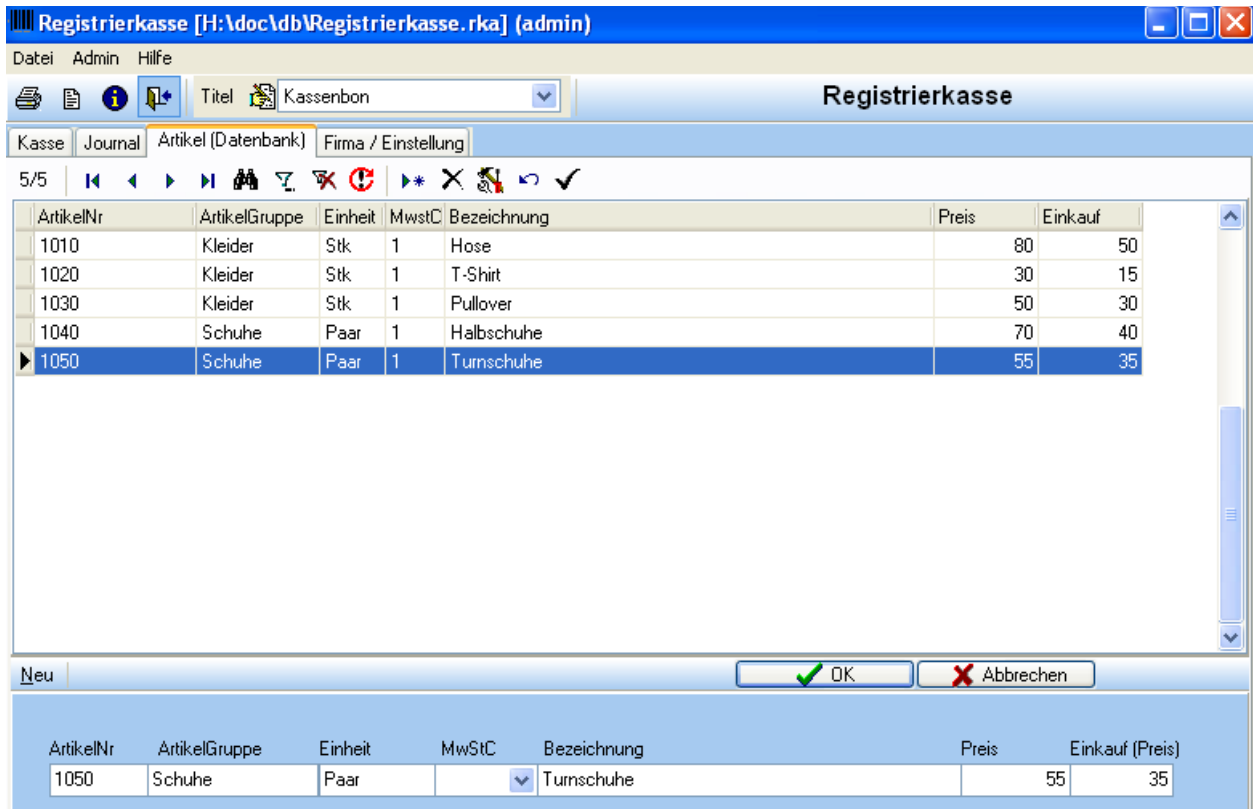 Registrierkasse [H:\doc\db\Registrierkasse.rka] (admin)
Datei Admin Hilfe
Titel Kassenbon Registrierkasse
Kasse Journal Artikel (Datenbank) Firma / Einstellung
5/5
ArtikelNr ArtikelGruppe Einheit MwstC Bezeichnung Preis Einkauf
1010 Kleider Stk 1 Hose 80 50
1020 Kleider Stk 1 T-Shirt 30 15
1030 Kleider Stk 1 Pullover 50 30
1040 Schuhe Paar 1 Halbschuhe 70 40
1050 Schuhe Paar 1 Turnschuhe 55 35
Neu OK Abbrechen
ArtikelNr ArtikelGruppe Einheit MwStC Bezeichnung Preis Einkauf (Preis)
1050 Schuhe Paar Turnschuhe 55 35